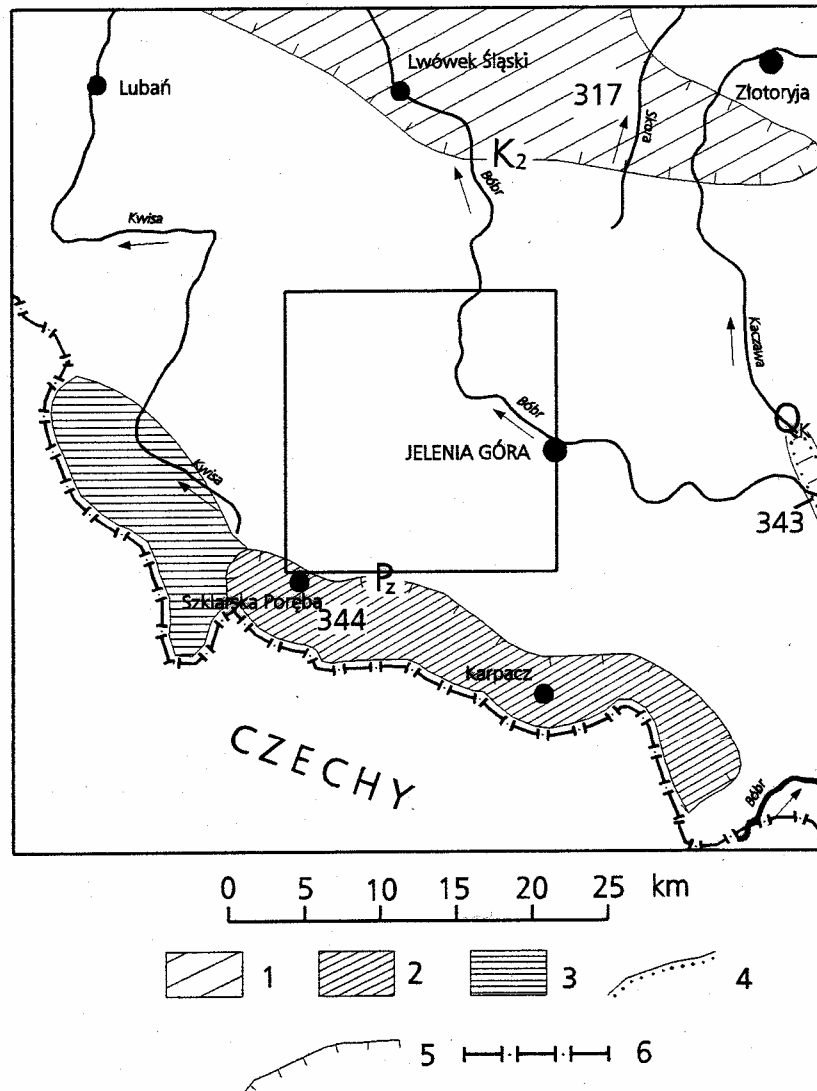 Lwówek Śląski
Lubań
317
Złotoryja
Skora
K2
Bóbr
Kwisa
Kaczawa
Bóbr
K
JELENIA GÓRA
Kwisa
343
Pz
Szklarska Poręba
344
Karpacz
CZECHY
Bóbr
0 5 10 15 20 25 km
1 2 3 4
5 6